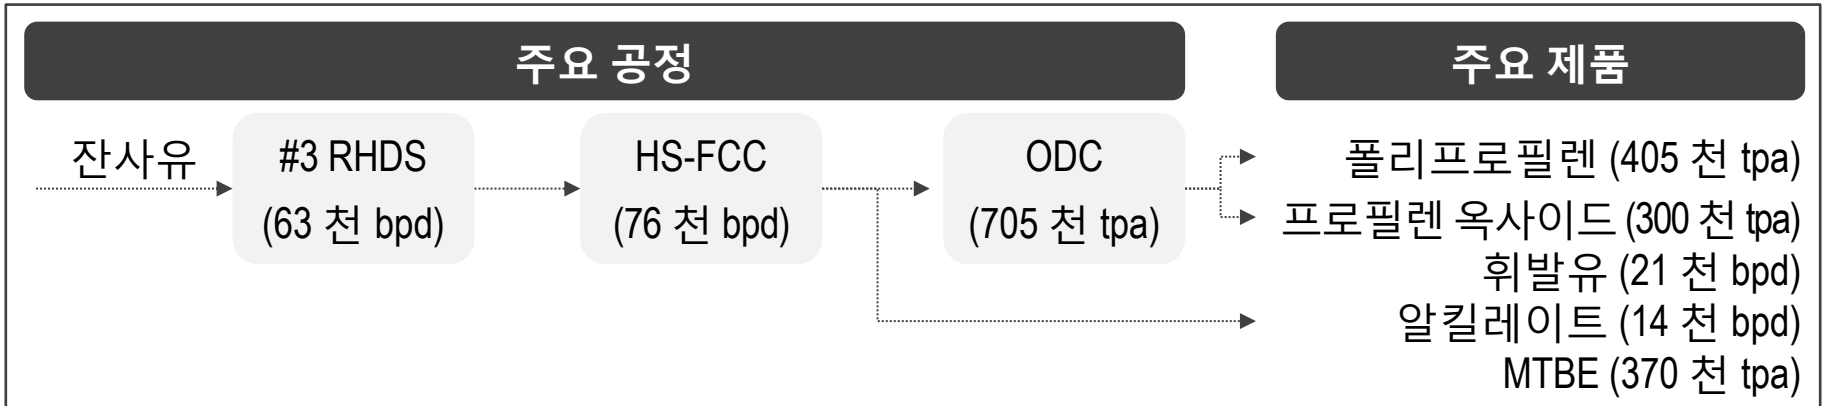 주요 공정
주요 제품
잔사유
#3 RHDS
(63 천 bpd)
HS-FCC
(76 천 bpd)
ODC
(705 천 tpa)
폴리프로필렌 (405 천 tpa)
프로필렌 옥사이드 (300 천 tpa)
휘발유 (21 천 bpd)
알킬레이트 (14 천 bpd)
MTBE (370 천 tpa)